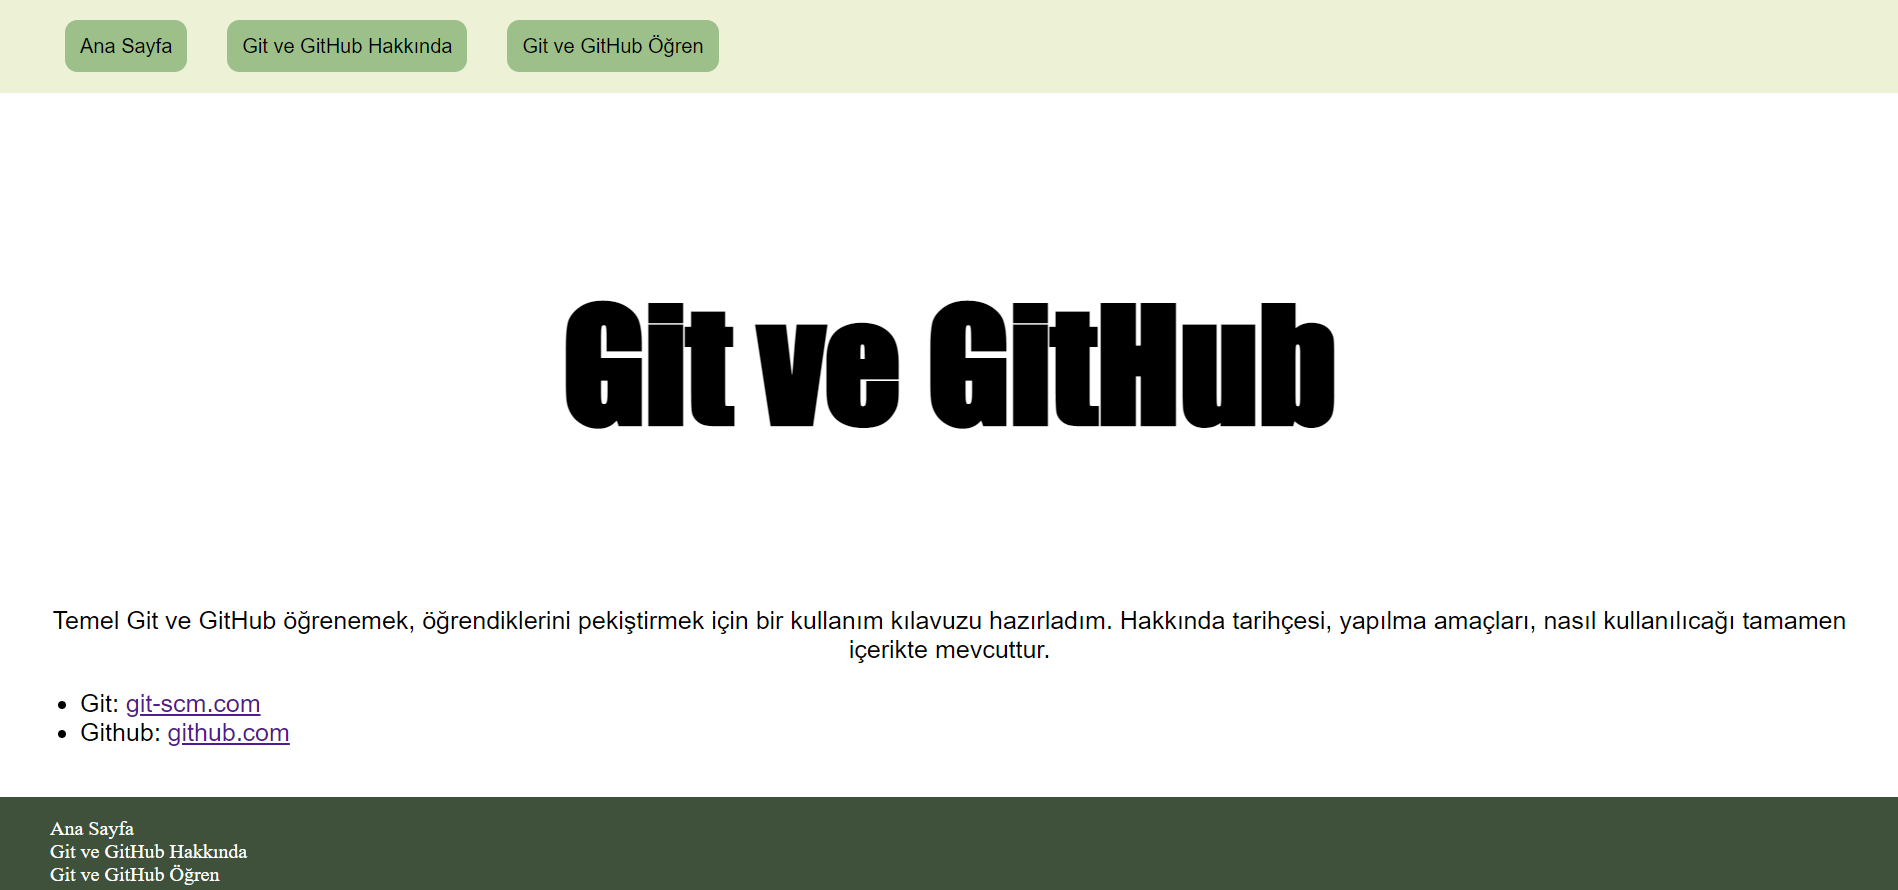 Ana Sayfa
Git ve GitHub Hakkında
Git ve GitHub Öğren
Git ve GitHub
Temel Git ve GitHub öğrenemek, öğrendiklerini pekiştirmek için bir kullanım kılavuzu hazırladım. Hakkında tarihçesi, yapılma amaçları, nasıl kullanılıcağı tamamen
içerikte mevcuttur.
Git: git-scm.com
Github: github.com
Ana Sayfa
Git ve GitHub Hakkında
Git ve GitHub Öğren